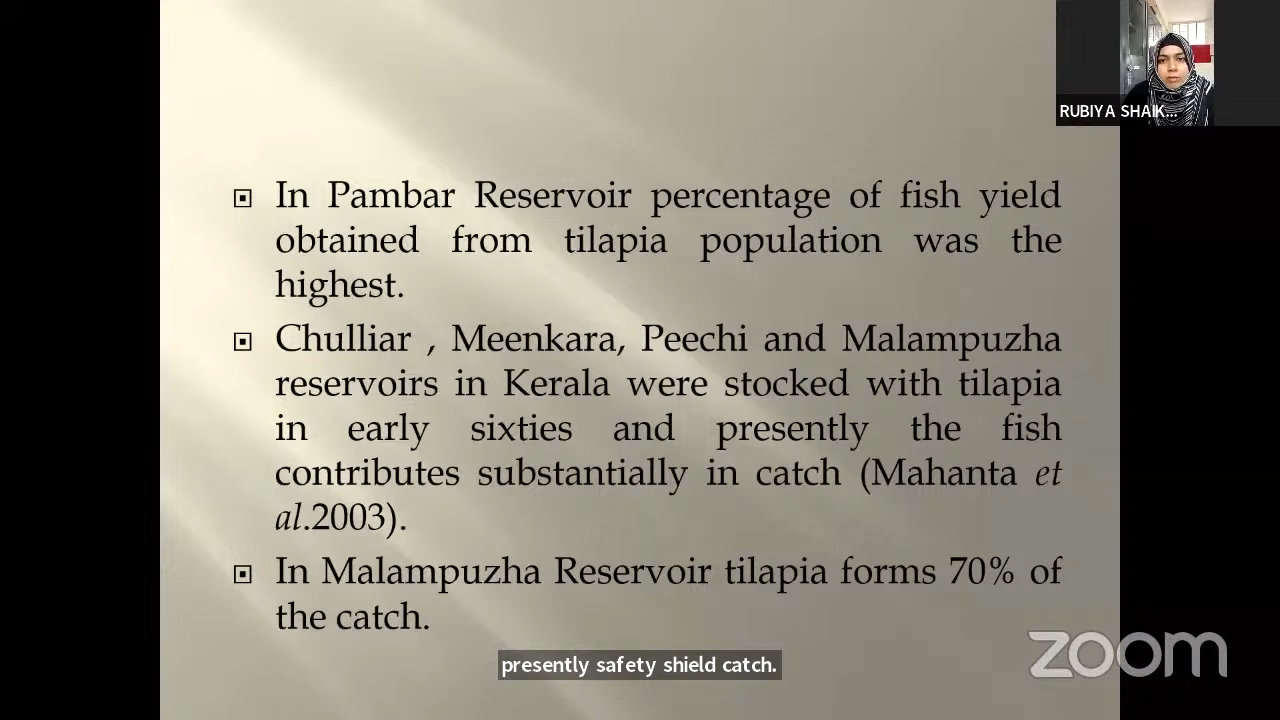 RUBIYA SHAIK...
In Pambar Reservoir percentage of fish yield
obtained from tilapia population was the
highest.
Chulliar , Meenkara, Peechi and Malampuzha
reservoirs in Kerala were stocked with tilapia
in early sixties and presently the fish
contributes substantially in catch (Mahanta et
al.2003).
In Malampuzha Reservoir tilapia forms 70% of
the catch.
zoom
presently safety shield catch.